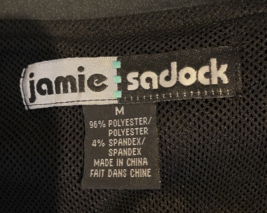 jamie sadock
M
96% POLYESTER/
POLYESTER
4% SPANDEX/
SPANDEX
MADE IN CHINA
FAIT DANS CHINE